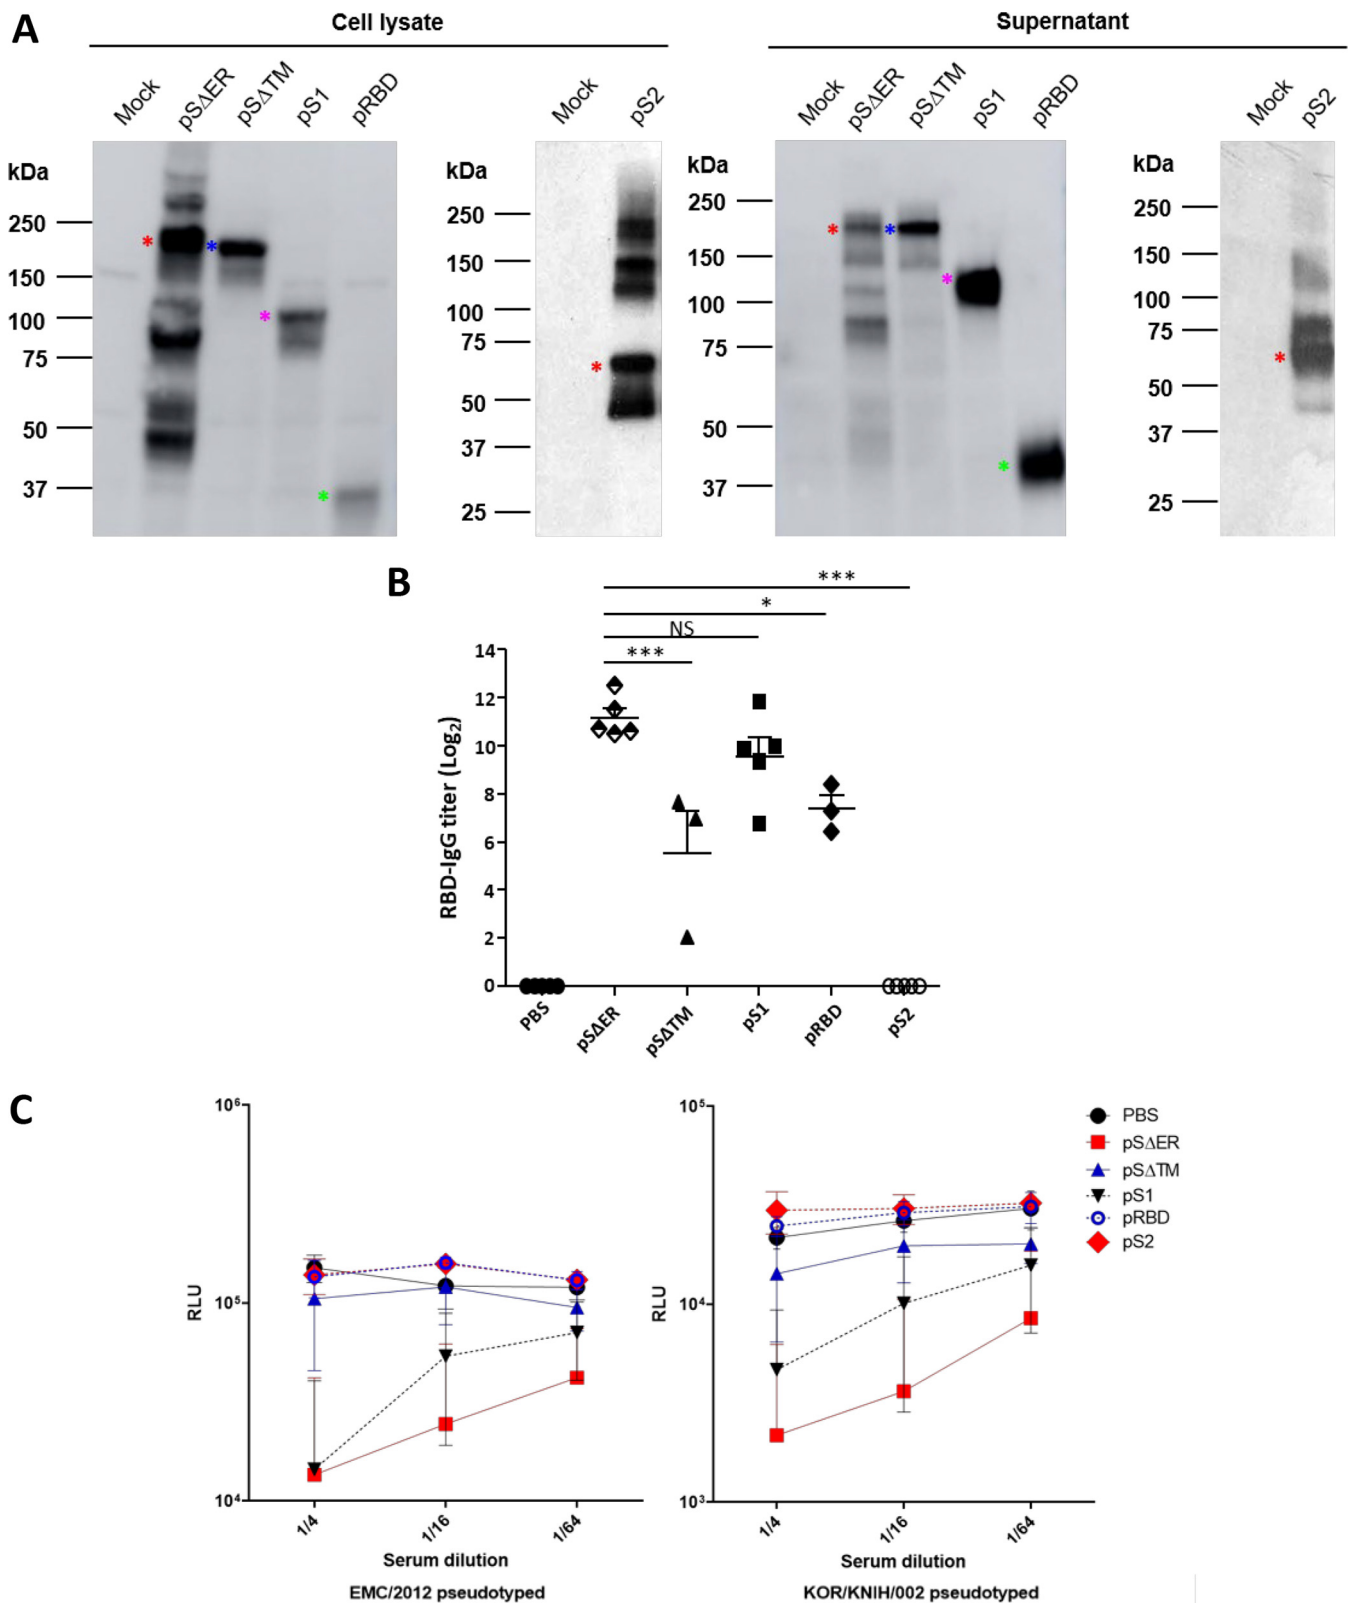 A
Cell lysate
Supernatant
Mock
pSΔER
pSΔTM
pS1
pRBD
Mock
pS2
Mock
pSΔER
pSΔTM
pS1
pRBD
Mock
pS2
kDa
250
150
100
75
50
37
kDa
250
150
100
75
50
37
25
kDa
250
150
100
75
50
37
kDa
250
150
100
75
50
37
25
* * * *
*
* * * *
*
B
***
*
NS
***
RBD-IgG titer (Log2)
14
12
10
8
6
4
2
0
PBS
pSΔER
pSΔTM
pS1
pRBD
pS2
C
RLU
10⁶
10⁵
10⁴
1/4
1/16
1/64
Serum dilution
EMC/2012 pseudotyped
RLU
10⁵
10⁴
10³
1/4
1/16
1/64
Serum dilution
KOR/KNIH/002 pseudotyped
PBS
pSΔER
pSΔTM
pS1
pRBD
pS2